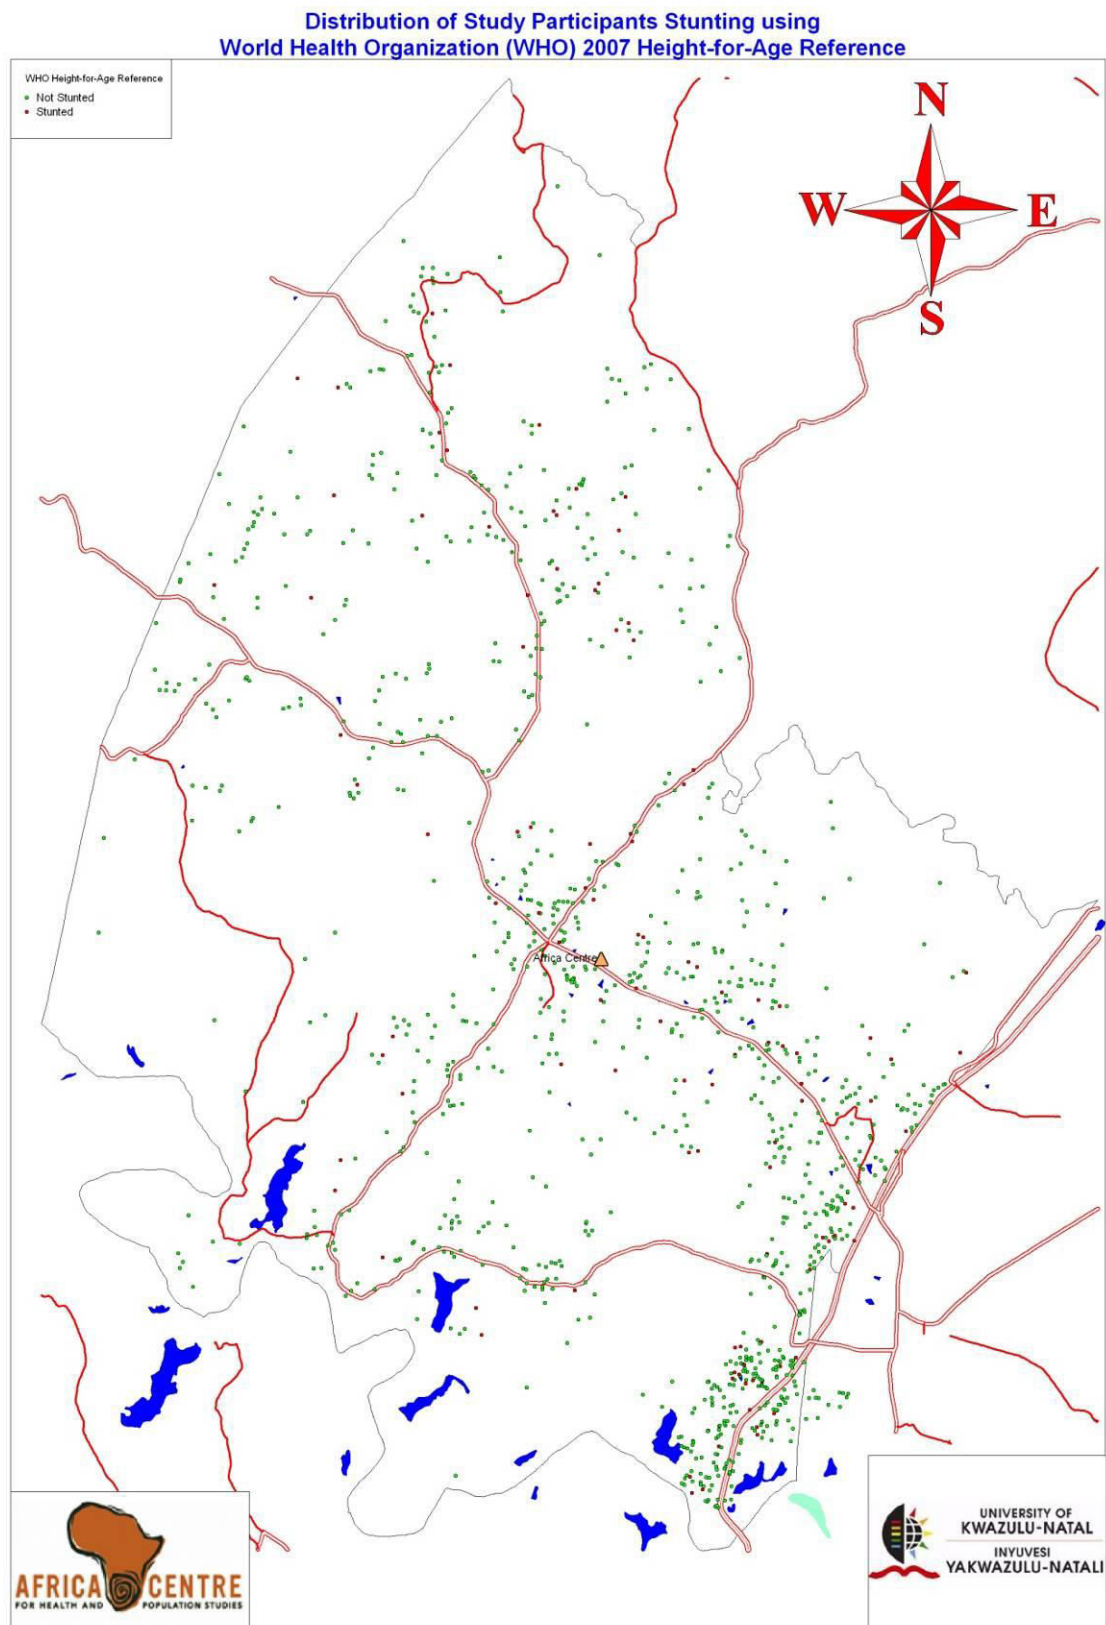 Distribution of Study Participants Stunting using
World Health Organization (WHO) 2007 Height-for-Age Reference
WHO Height-for-Age Reference
Not Stunted
Stunted
N
W
E
S
Africa Centre
AFRICA CENTRE
FOR HEALTH AND POPULATION STUDIES
UNIVERSITY OF
KWAZULU-NATAL
INYUVESI
YAKWAZULU-NATALI